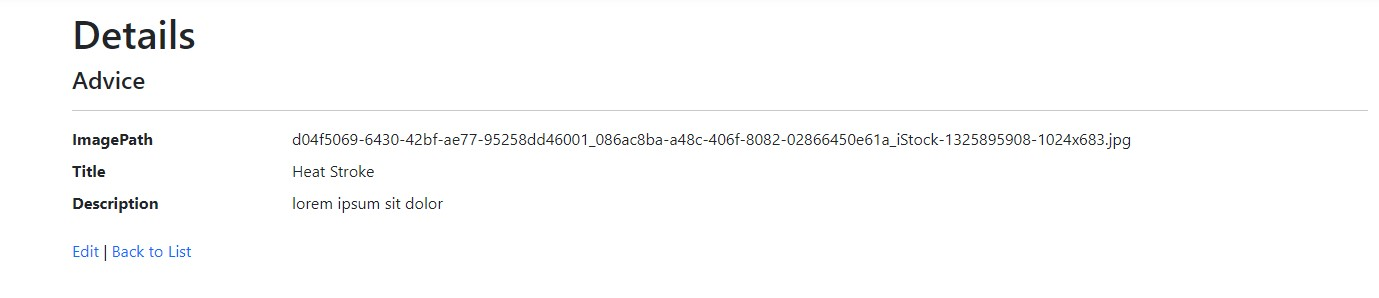 Details
Advice
ImagePath d04f5069-6430-42bf-ae77-95258dd46001_086ac8ba-a48c-406f-8082-02866450e61a_iStock-1325895908-1024x683.jpg
Title Heat Stroke
Description lorem ipsum sit dolor
Edit | Back to List